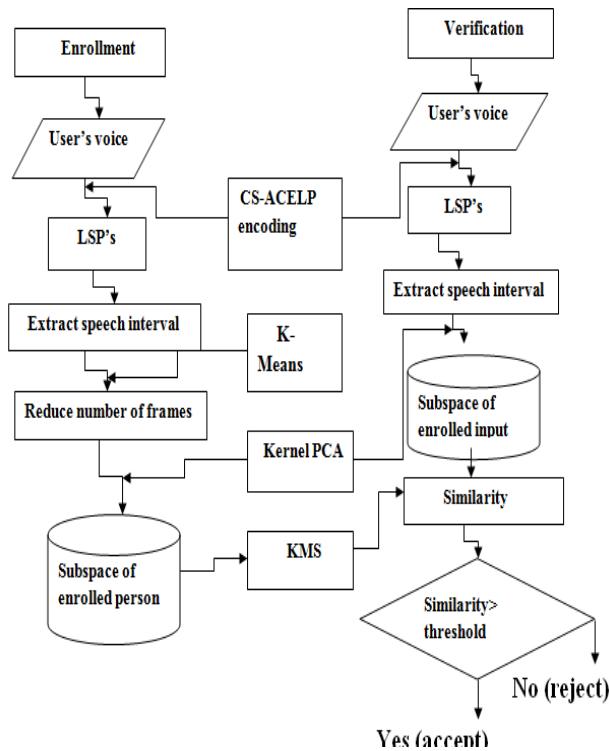 Enrollment
User's voice
LSP's
Extract speech interval
Reduce number of frames
Subspace of
enrolled person
CS-ACELP
encoding
K-
Means
Kernel PCA
KMS
Verification
User's voice
LSP's
Extract speech interval
Subspace of
enrolled input
Similarity
Similarity>
threshold
No (reject)
Yes (accept)